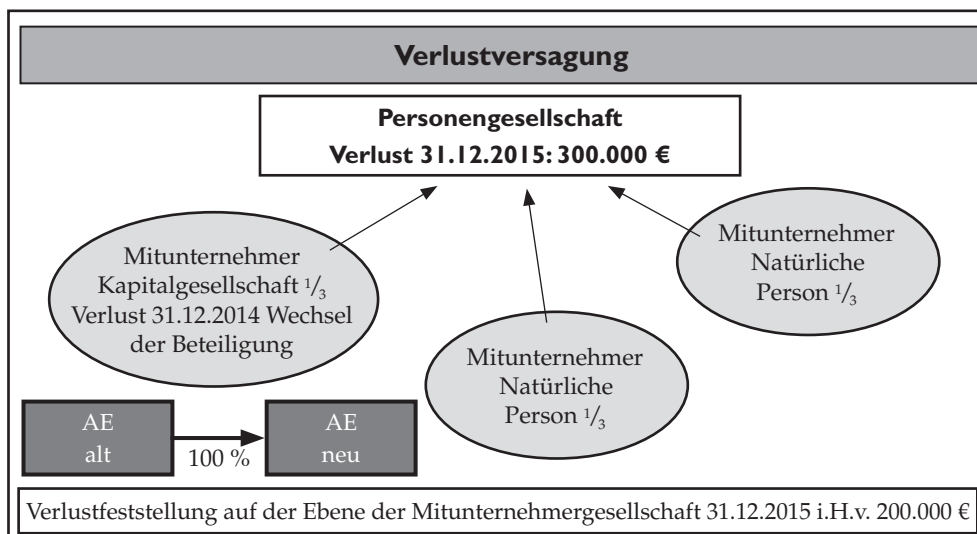 Verlustversagung
Personengesellschaft
Verlust 31.12.2015: 300.000 €
Mitunternehmer
Kapitalgesellschaft 1/3
Verlust 31.12.2014 Wechsel
der Beteiligung
Mitunternehmer
Natürliche
Person 1/3
Mitunternehmer
Natürliche
Person 1/3
AE
alt
100 %
AE
neu
Verlustfeststellung auf der Ebene der Mitunternehmergesellschaft 31.12.2015 i.H.v. 200.000 €